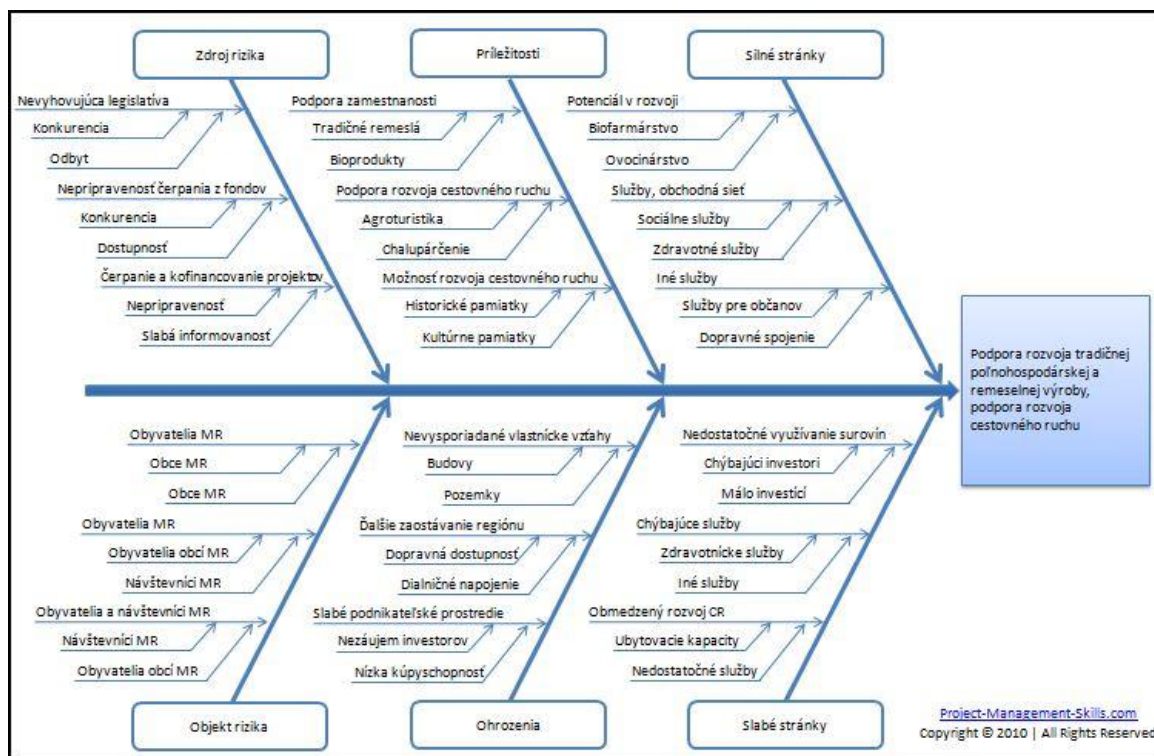 Zdroj rizika
Príležitosti
Silné stránky
Nevyhovujúca legislatíva
Konkurencia
Odbyt
Nepripravenosť čerpania z fondov
Konkurencia
Dostupnosť
Čerpanie a kofinancovanie projektov
Nepripravenosť
Slabá informovanosť
Podpora zamestnanosti
Tradičné remeslá
Bioprodukty
Podpora rozvoja cestovného ruchu
Agroturistika
Chalupárčenie
Možnosť rozvoja cestovného ruchu
Historické pamiatky
Kultúrne pamiatky
Potenciál v rozvoji
Biofarmárstvo
Ovocinárstvo
Služby, obchodná sieť
Sociálne služby
Zdravotné služby
Iné služby
Služby pre občanov
Dopravné spojenie
Podpora rozvoja tradičnej
poľnohospodárskej a
remeselnej výroby,
podpora rozvoja
cestovného ruchu
Obyvatelia MR
Obce MR
Obce MR
Obyvatelia MR
Obyvatelia obcí MR
Návštevníci MR
Obyvatelia a návštevníci MR
Návštevníci MR
Obyvatelia obcí MR
Nevysporiadané vlastnícke vzťahy
Budovy
Pozemky
Ďalšie zaostávanie regiónu
Dopravná dostupnosť
Dialničné napojenie
Slabé podnikateľské prostredie
Nezáujem investorov
Nízka kúpyschopnosť
Nedostatočné využívanie surovín
Chýbajúci investori
Málo investící
Chýbajúce služby
Zdravotnícke služby
Iné služby
Obmedzený rozvoj CR
Ubytovacie kapacity
Nedostatočné služby
Objekt rizika
Ohrozenia
Slabé stránky
Project-Management-Skills.com
Copyright © 2010 | All Rights Reserved